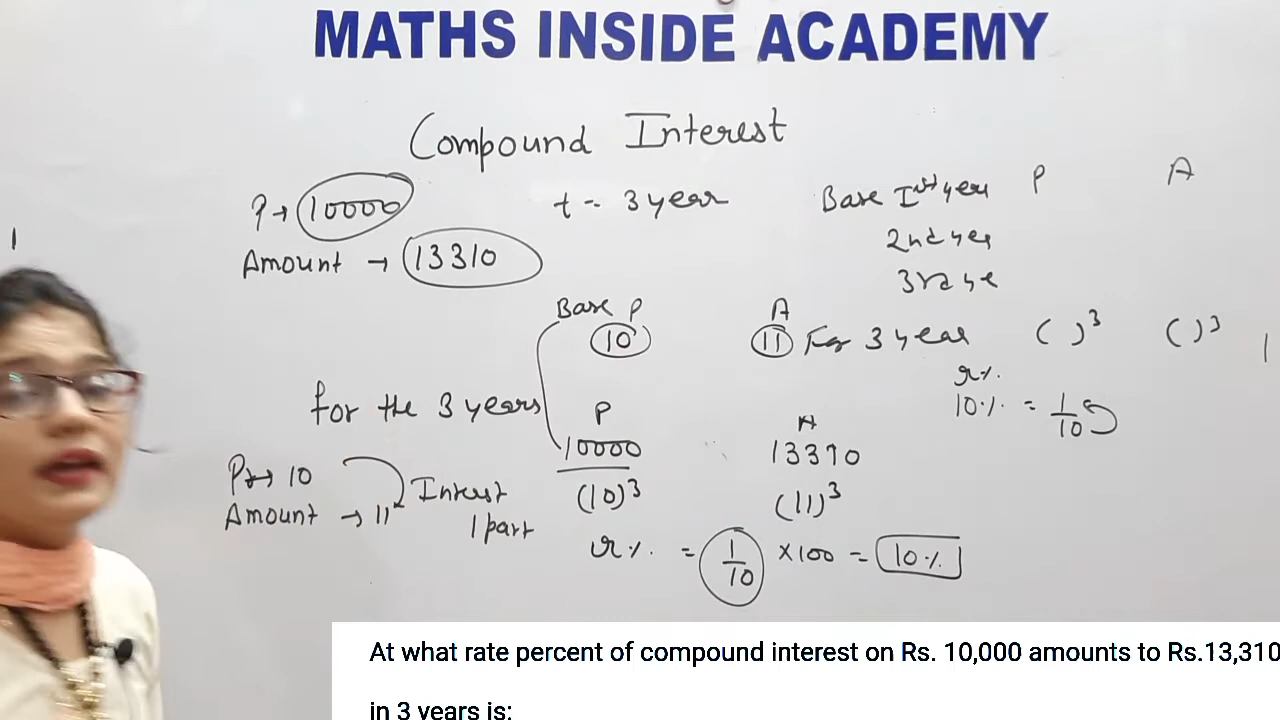 MATHS INSIDE ACADEMY
Compound Interest
P → 10000
t = 3 year
Base Ist year P A
Amount → 13310
2nd yea
3rd ye
Base P A
10 11 For 3 year ( )³ ( )³
r%
10% = 1/10
for the 3 years
P A
10000 13310
Pr → 10
(10)³ (11)³
Amount → 11
Interest
1 part
r% = 1/10 ×100 = 10%
At what rate percent of compound interest on Rs. 10,000 amounts to Rs.13,310
in 3 years is: